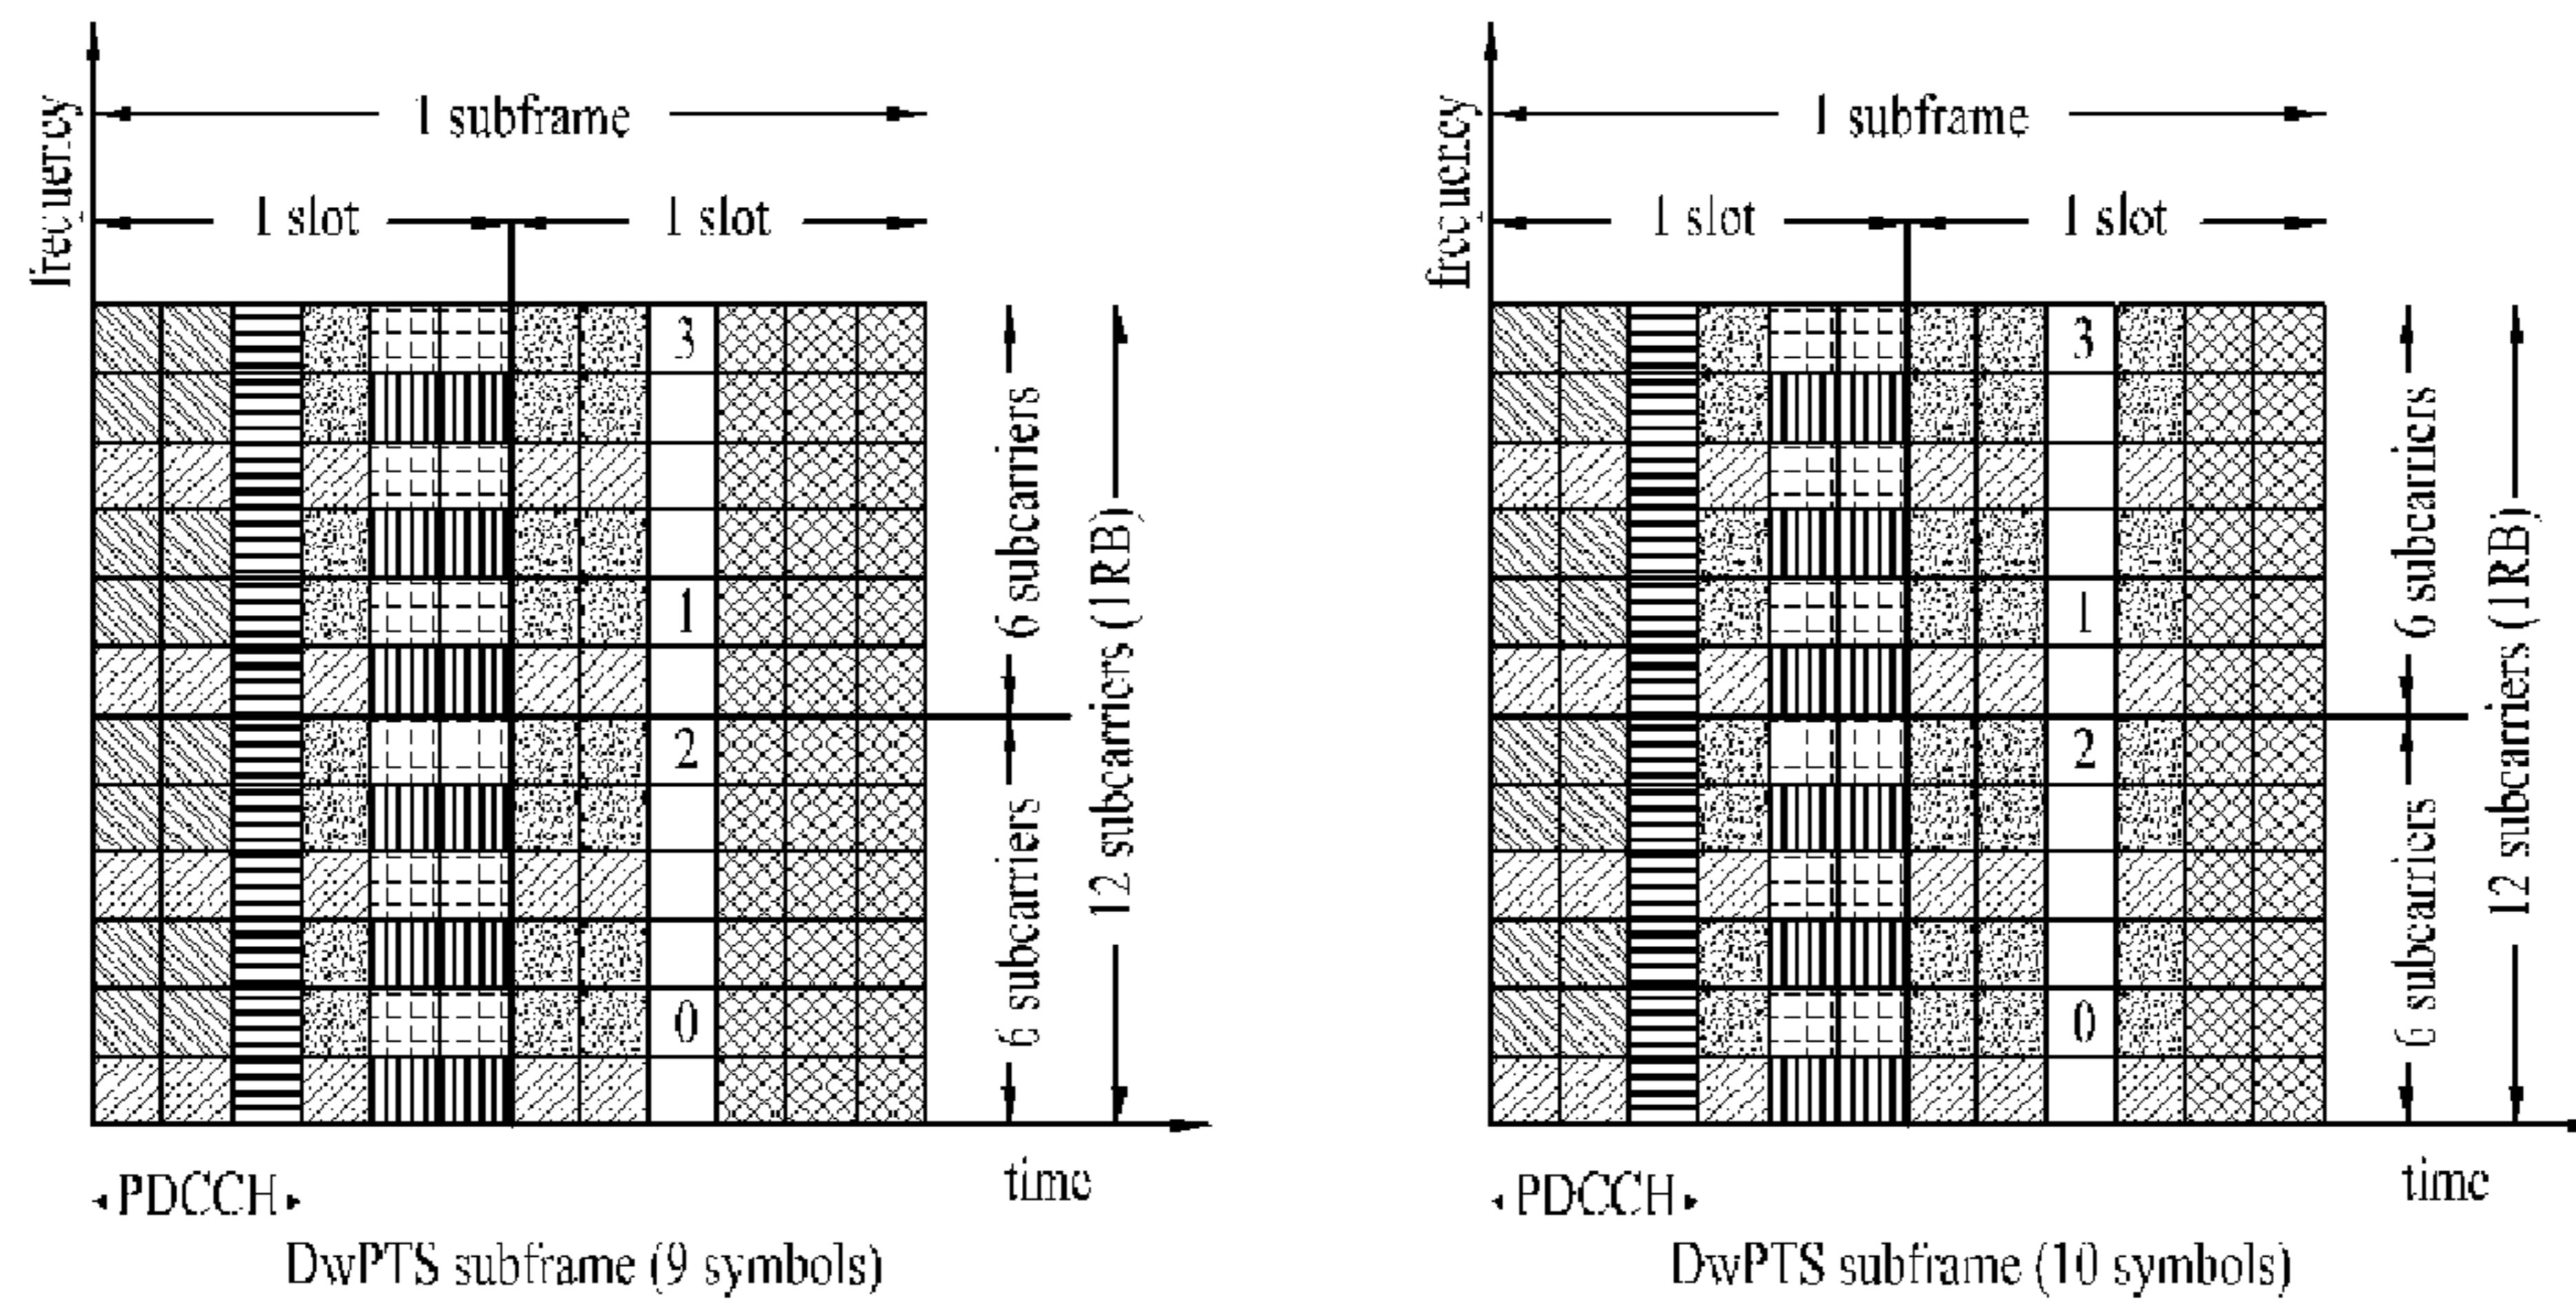 frequency
1 subframe
1 slot
1 slot
3
1
2
0
6 subcarriers
6 subcarriers
12 subcarriers (1RB)
time
PDCCH
DwPTS subframe (9 symbols)
frequency
1 subframe
1 slot
1 slot
3
1
2
0
6 subcarriers
6 subcarriers
12 subcarriers (1RB)
time
PDCCH
DwPTS subframe (10 symbols)